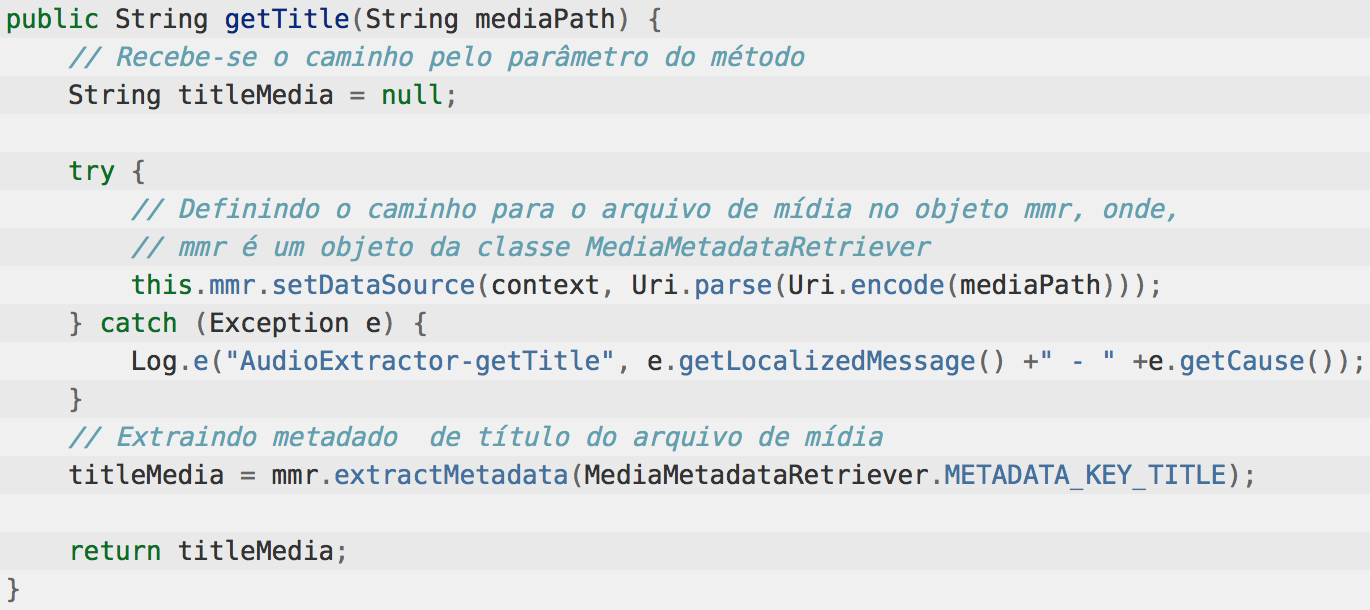 public String getTitle(String mediaPath) {
    // Recebe-se o caminho pelo parâmetro do método
    String titleMedia = null;

    try {
        // Definindo o caminho para o arquivo de mídia no objeto mmr, onde,
        // mmr é um objeto da classe MediaMetadataRetriever
        this.mmr.setDataSource(context, Uri.parse(Uri.encode(mediaPath)));
    } catch (Exception e) {
        Log.e("AudioExtractor-getTitle", e.getLocalizedMessage() +" - " +e.getCause());
    }
    // Extraindo metadado  de título do arquivo de mídia
    titleMedia = mmr.extractMetadata(MediaMetadataRetriever.METADATA_KEY_TITLE);

    return titleMedia;
}